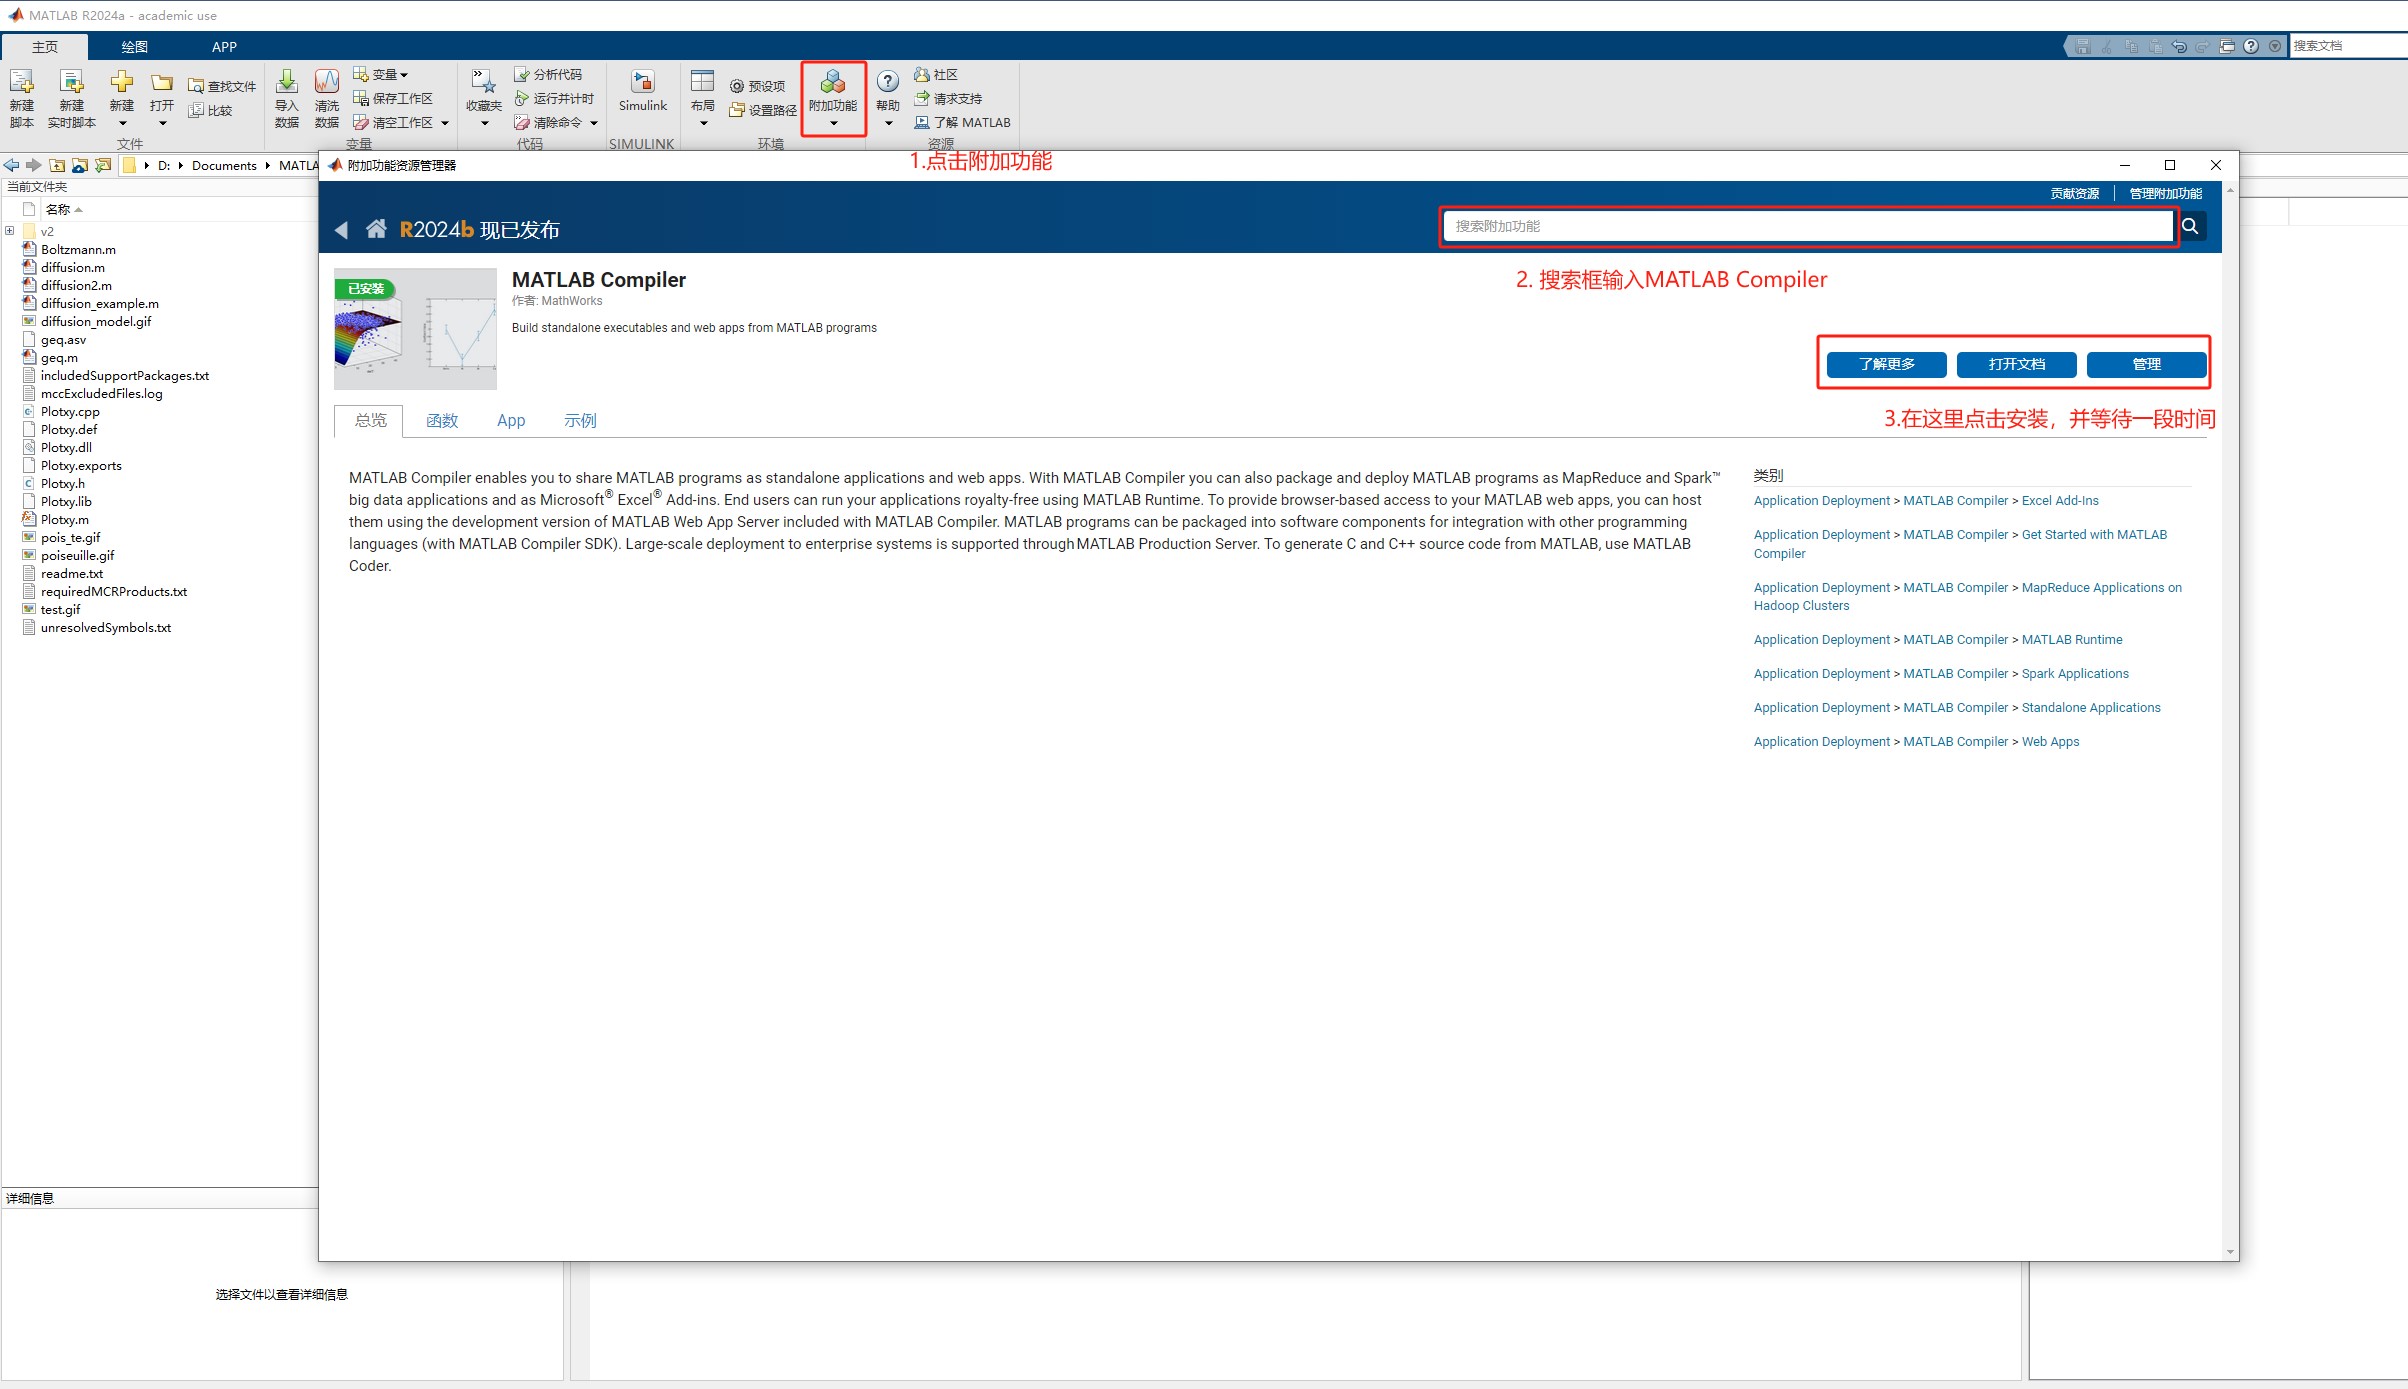 MATLAB R2024a - academic use
主页 绘图 APP
搜索文档
新建脚本 新建实时脚本 新建 打开 查找文件 比较
导入数据 清洗数据 变量 保存工作区 清空工作区
收藏夹 分析代码 运行并计时 清除命令
Simulink
布局 预设项 设置路径
附加功能 帮助 社区 请求支持 了解 MATLAB
文件 变量 代码 SIMULINK 环境 资源
D: Documents MATLA
附加功能资源管理器
1.点击附加功能
当前文件夹
名称
v2
Boltzmann.m
diffusion.m
diffusion2.m
diffusion_example.m
diffusion_model.gif
geq.asv
geq.m
includedSupportPackages.txt
mccExcludedFiles.log
Plotxy.cpp
Plotxy.def
Plotxy.dll
Plotxy.exports
Plotxy.h
Plotxy.lib
Plotxy.m
pois_te.gif
poiseuille.gif
readme.txt
requiredMCRProducts.txt
test.gif
unresolvedSymbols.txt
详细信息
选择文件以查看详细信息
贡献资源 管理附加功能
R2024b 现已发布
搜索附加功能
2. 搜索框输入MATLAB Compiler
已安装
MATLAB Compiler
作者: MathWorks
Build standalone executables and web apps from MATLAB programs
了解更多 打开文档 管理
3.在这里点击安装，并等待一段时间
总览 函数 App 示例
MATLAB Compiler enables you to share MATLAB programs as standalone applications and web apps. With MATLAB Compiler you can also package and deploy MATLAB programs as MapReduce and Spark™
big data applications and as Microsoft® Excel® Add-ins. End users can run your applications royalty-free using MATLAB Runtime. To provide browser-based access to your MATLAB web apps, you can host
them using the development version of MATLAB Web App Server included with MATLAB Compiler. MATLAB programs can be packaged into software components for integration with other programming
languages (with MATLAB Compiler SDK). Large-scale deployment to enterprise systems is supported through MATLAB Production Server. To generate C and C++ source code from MATLAB, use MATLAB
Coder.
类别
Application Deployment > MATLAB Compiler > Excel Add-Ins
Application Deployment > MATLAB Compiler > Get Started with MATLAB
Compiler
Application Deployment > MATLAB Compiler > MapReduce Applications on
Hadoop Clusters
Application Deployment > MATLAB Compiler > MATLAB Runtime
Application Deployment > MATLAB Compiler > Spark Applications
Application Deployment > MATLAB Compiler > Standalone Applications
Application Deployment > MATLAB Compiler > Web Apps